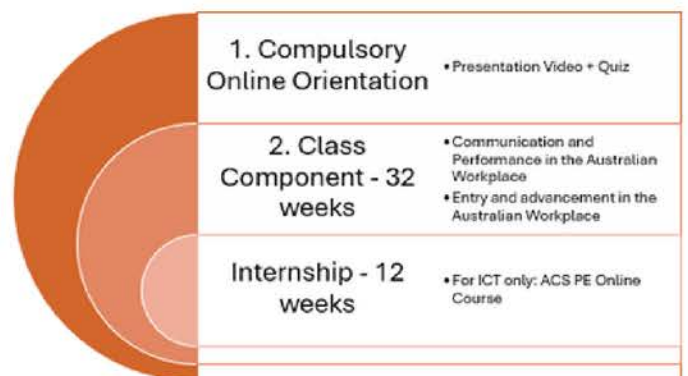 1. Compulsory
Online Orientation
• Presentation Video + Quiz
2. Class
Component - 32
weeks
• Communication and
Performance in the Australian
Workplace
• Entry and advancement in the
Australian Workplace
Internship - 12
weeks
• For ICT only: ACS PE Online
Course